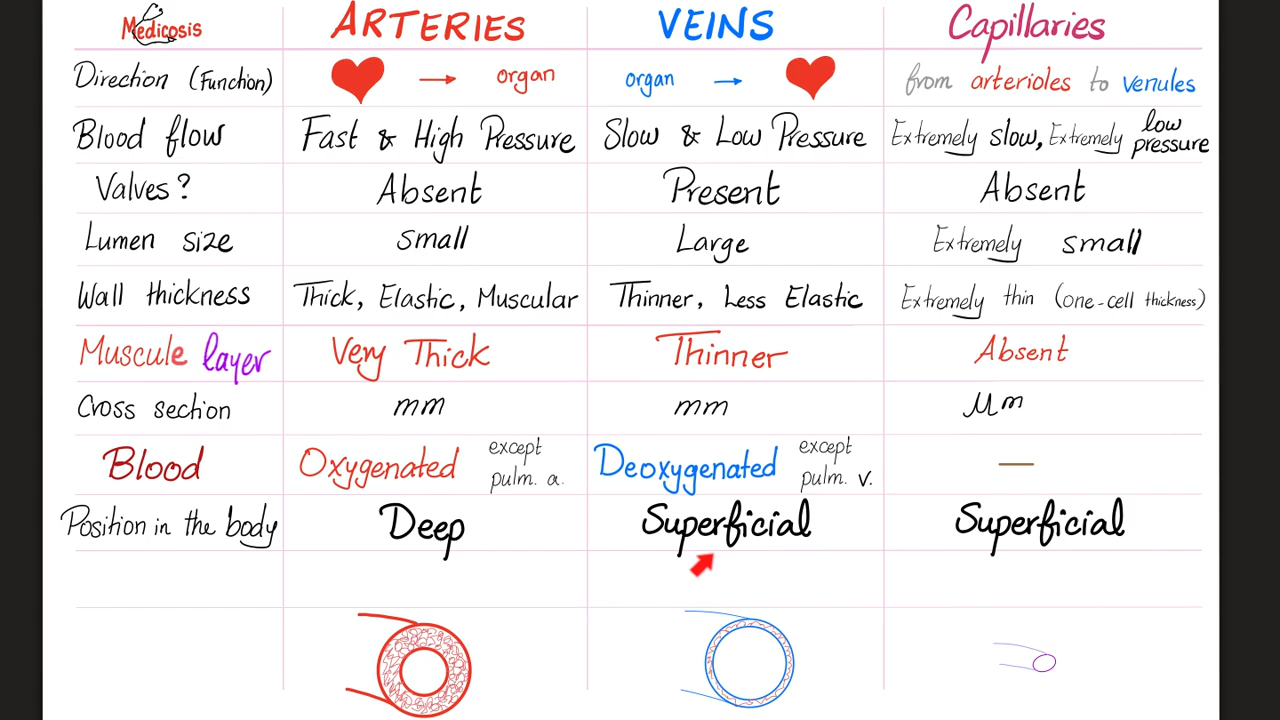 Medicosis ARTERIES VEINS Capillaries
Direction (Function) → organ organ → from arterioles to venules
Blood flow Fast & High Pressure Slow & Low Pressure Extremely slow, Extremely low pressure
Valves? Absent Present Absent
Lumen size small Large Extremely small
Wall thickness Thick, Elastic, Muscular Thinner, Less Elastic Extremely thin (one-cell thickness)
Muscule layer Very Thick Thinner Absent
Cross section mm mm μm
Blood Oxygenated except pulm. a. Deoxygenated except pulm. v. —
Position in the body Deep Superficial Superficial